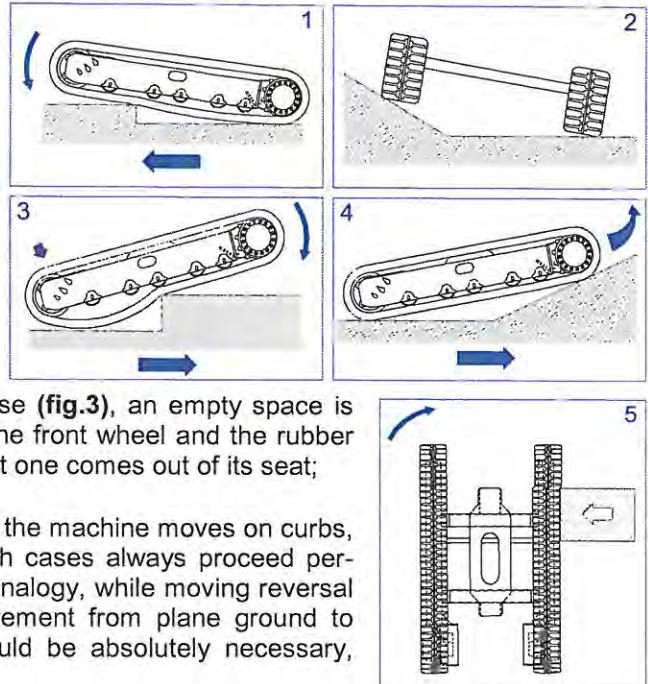 1
2
3
4
se (fig.3), an empty space is
ne front wheel and the rubber
t one comes out of its seat;
5
the machine moves on curbs,
h cases always proceed per-
nalogy, while moving reversal
ement from plane ground to
uld be absolutely necessary,